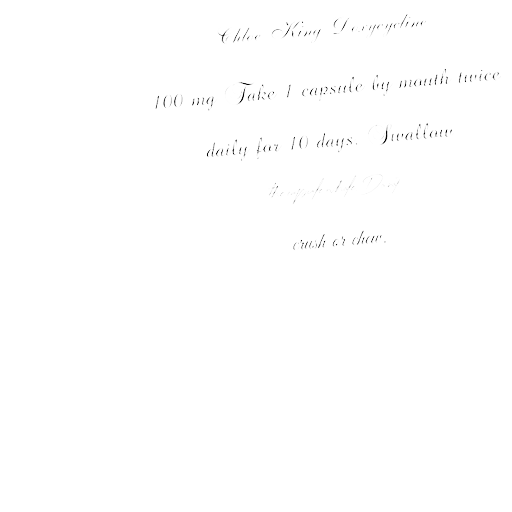 Chloe King Doxycycline
100 mg Take 1 capsule by mouth twice
daily for 10 days. Swallow
crush or chew.